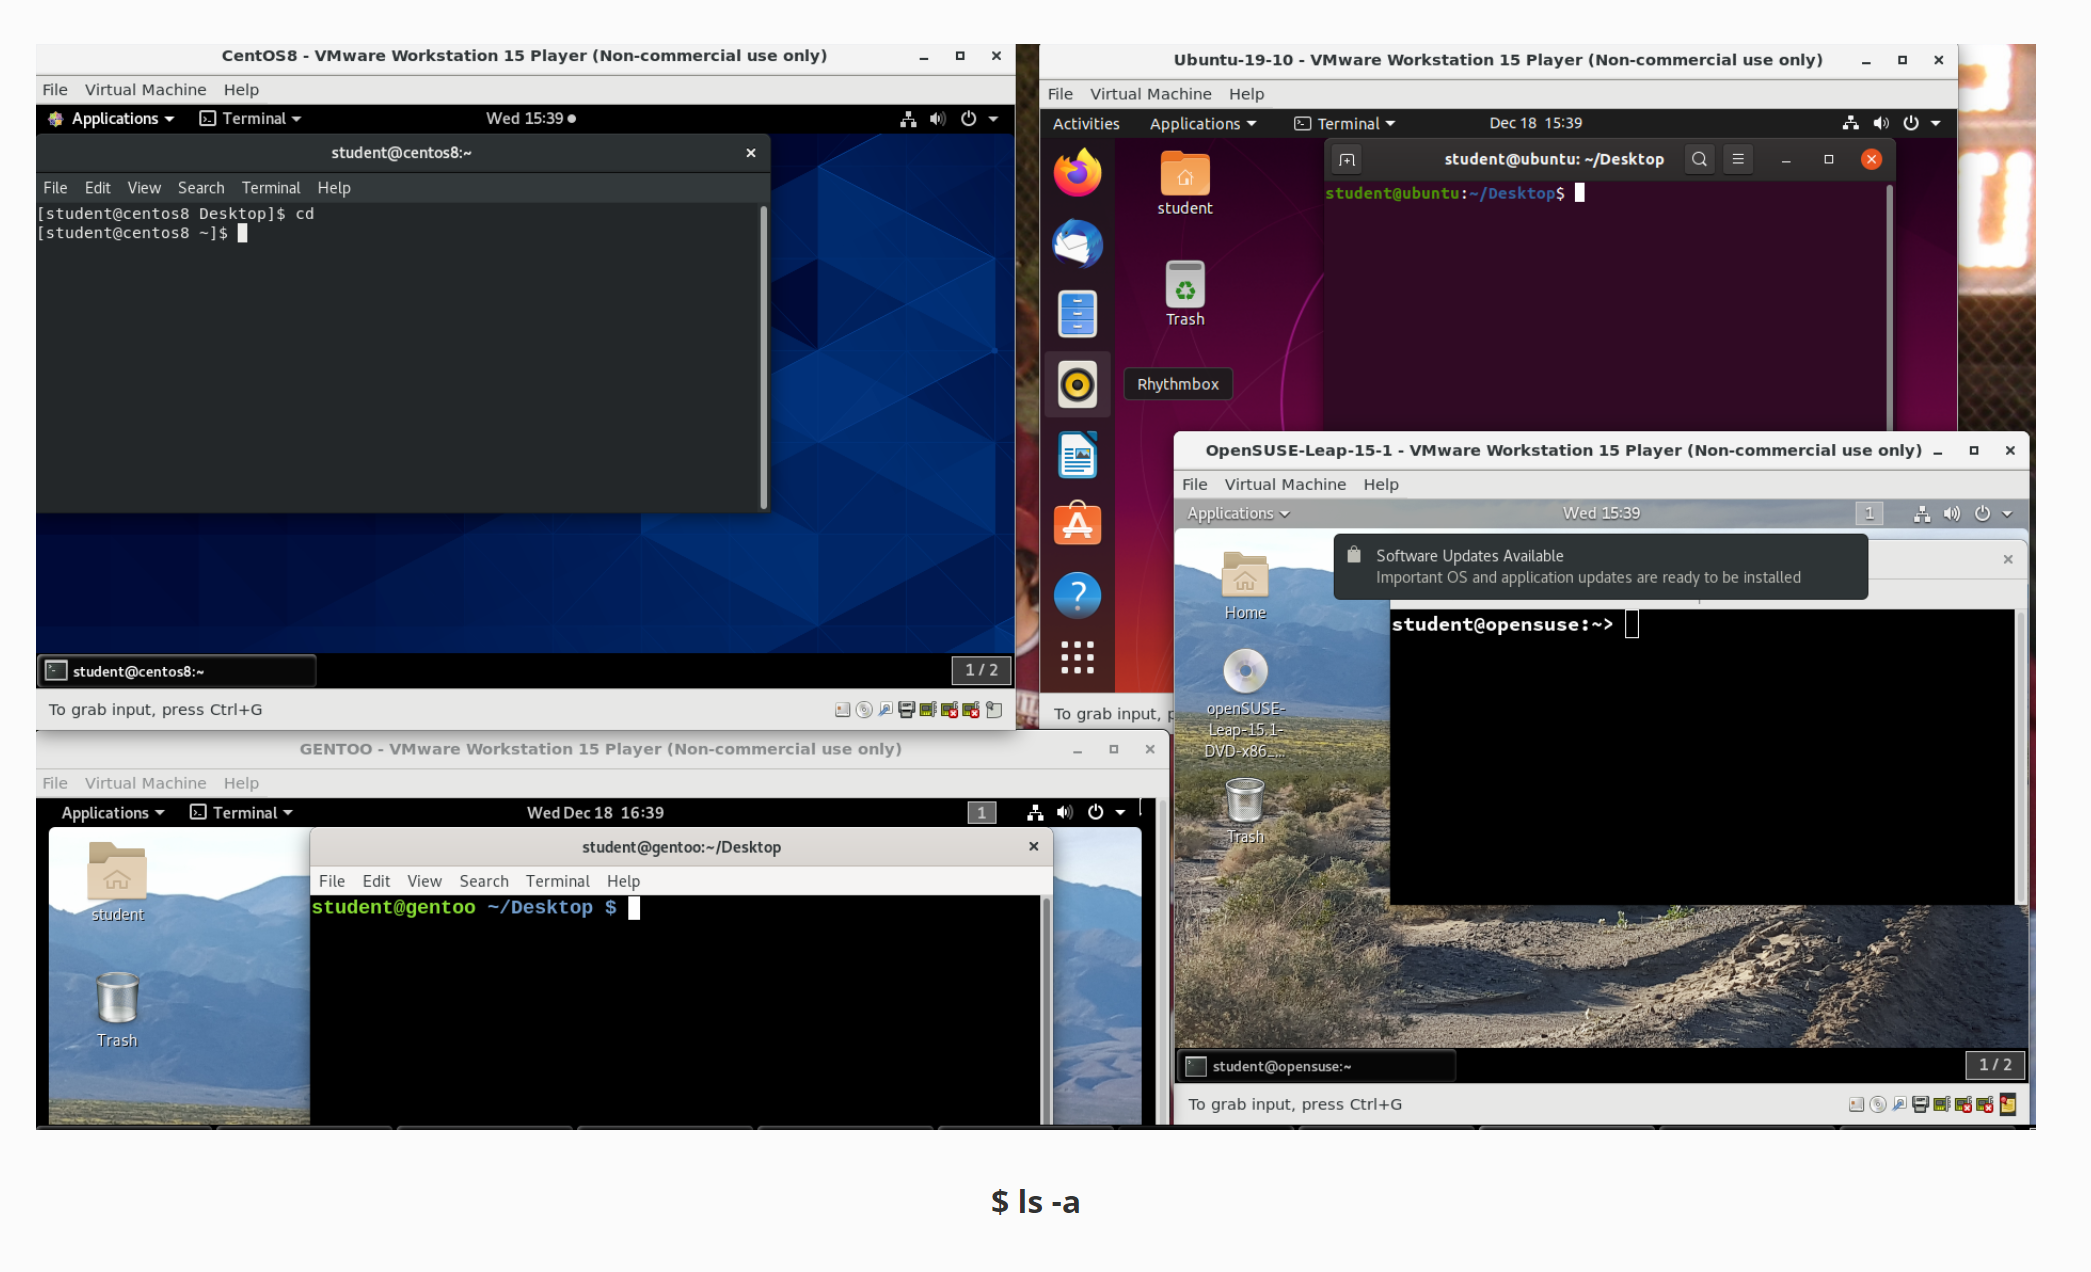 CentOS8 - VMware Workstation 15 Player (Non-commercial use only)
File Virtual Machine Help
Applications Terminal Wed 15:39
student@centos8:~
File Edit View Search Terminal Help
[student@centos8 Desktop]$ cd
[student@centos8 ~]$
student@centos8:~ 1 / 2
To grab input, press Ctrl+G
Ubuntu-19-10 - VMware Workstation 15 Player (Non-commercial use only)
File Virtual Machine Help
Activities Applications Terminal Dec 18 15:39
student@ubuntu: ~/Desktop
student@ubuntu:~/Desktop$
student
Trash
Rhythmbox
To grab input,
OpenSUSE-Leap-15-1 - VMware Workstation 15 Player (Non-commercial use only)
File Virtual Machine Help
Applications Wed 15:39 1
Software Updates Available
Important OS and application updates are ready to be installed
student@opensuse:~>
Home
openSUSE-
Leap-15.1-
DVD-x86_...
Trash
student@opensuse:~ 1 / 2
To grab input, press Ctrl+G
GENTOO - VMware Workstation 15 Player (Non-commercial use only)
File Virtual Machine Help
Applications Terminal Wed Dec 18 16:39 1
student@gentoo:~/Desktop
File Edit View Search Terminal Help
student@gentoo ~/Desktop $
student
Trash
$ ls -a